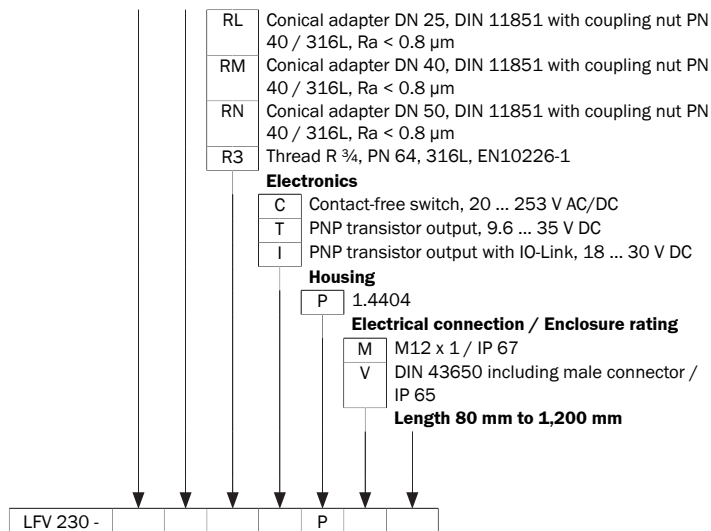 RL Conical adapter DN 25, DIN 11851 with coupling nut PN
40 / 316L, Ra < 0.8 µm
RM Conical adapter DN 40, DIN 11851 with coupling nut PN
40 / 316L, Ra < 0.8 µm
RN Conical adapter DN 50, DIN 11851 with coupling nut PN
40 / 316L, Ra < 0.8 µm
R3 Thread R ¾, PN 64, 316L, EN10226-1
Electronics
C Contact-free switch, 20 ... 253 V AC/DC
T PNP transistor output, 9.6 ... 35 V DC
I PNP transistor output with IO-Link, 18 ... 30 V DC
Housing
P 1.4404
Electrical connection / Enclosure rating
M M12 x 1 / IP 67
V DIN 43650 including male connector /
IP 65
Length 80 mm to 1,200 mm
LFV 230 - P